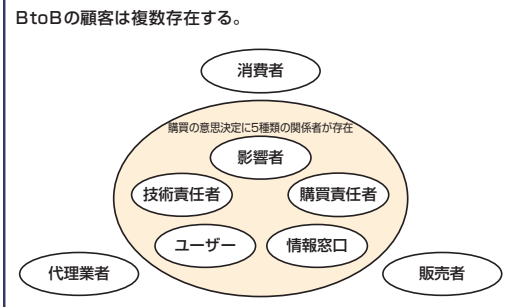 BtoBの顧客は複数存在する。
消費者
購買の意思決定に5種類の関係者が存在
影響者
技術責任者
購買責任者
ユーザー
情報窓口
代理業者
販売者